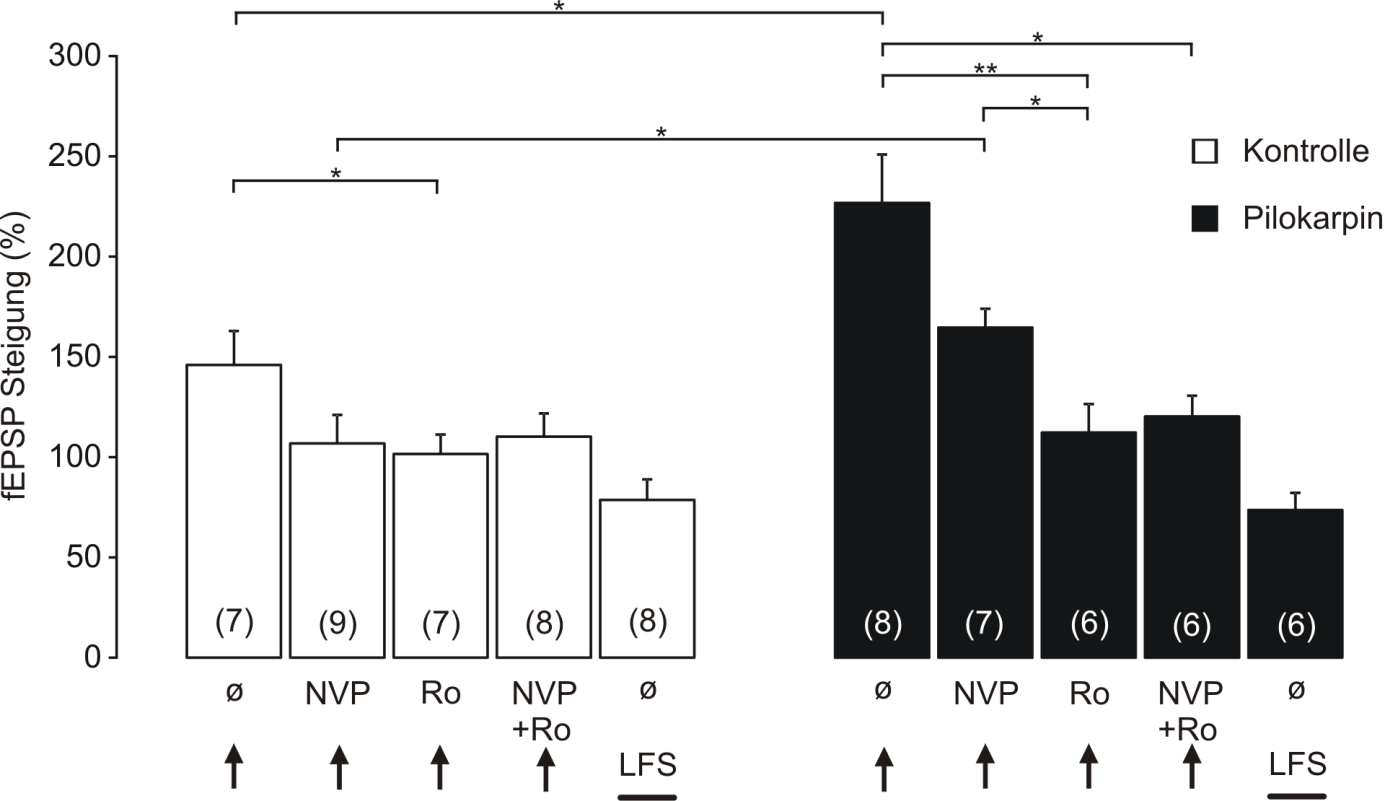 *
*
**
*
*
*
300
250
200
150
100
50
0
fEPSP Steigung (%)
Kontrolle
Pilokarpin
(7) (9) (7) (8) (8) (8) (7) (6) (6) (6)
ø NVP Ro NVP ø ø NVP Ro NVP ø
+Ro +Ro
LFS LFS